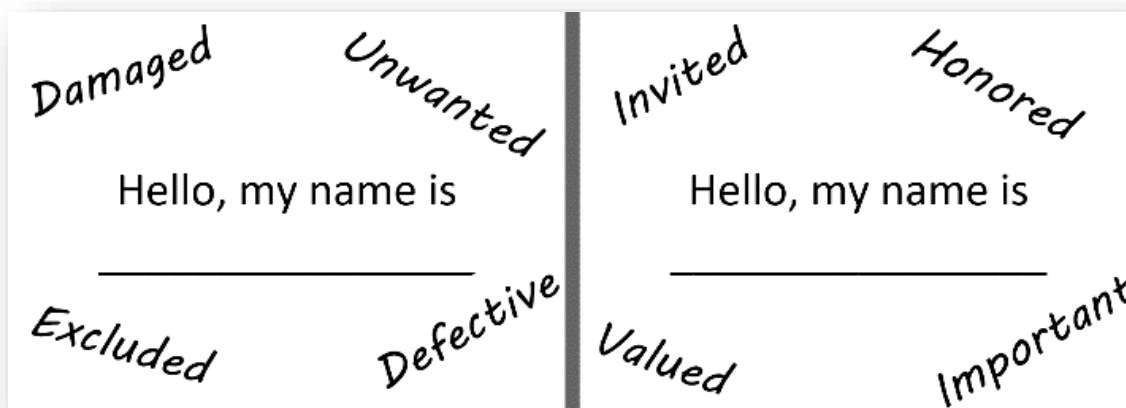 Damaged
Unwanted
Hello, my name is
Excluded
Defective
Invited
Honored
Hello, my name is
Valued
Important